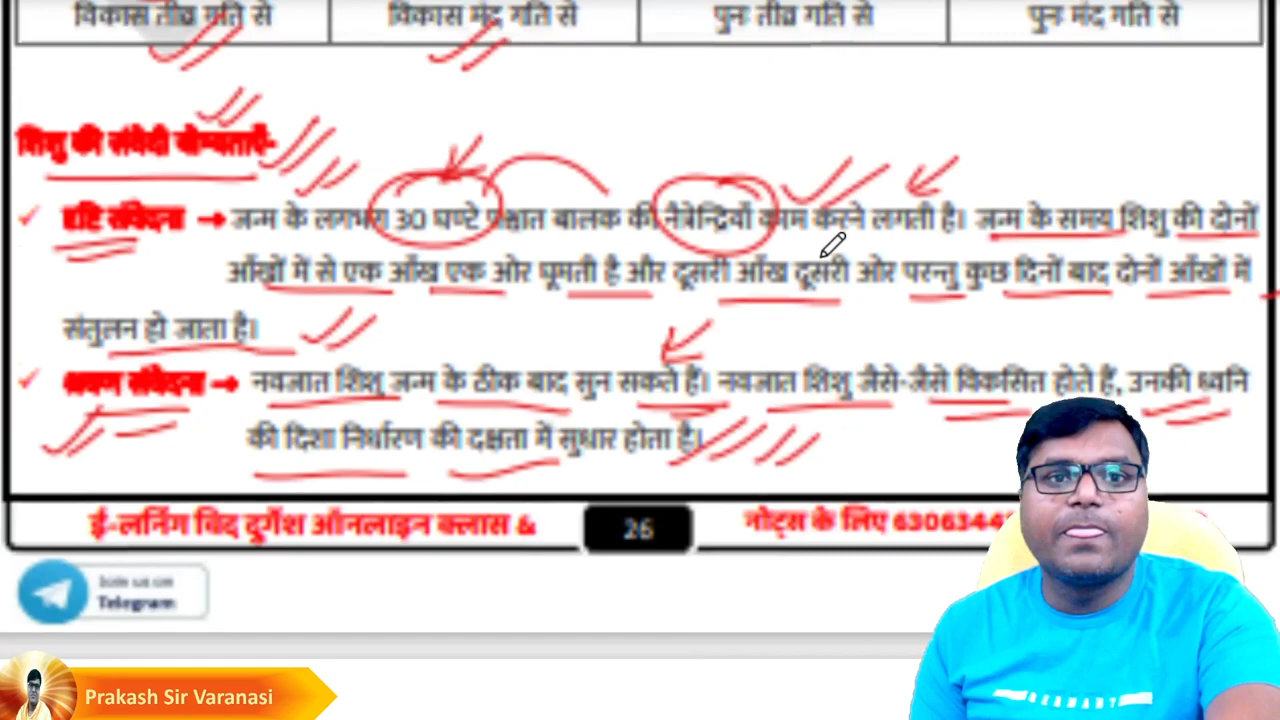 विकास तीव्र गति से विकास मंद गति से पुनः तीव्र गति से पुनः मंद गति से
शिशु की संवेदी योग्यताएँ-
दृष्टि संवेदना → जन्म के लगभग 30 घण्टे पश्चात बालक की नैत्रेन्द्रियाँ काम करने लगती है। जन्म के समय शिशु की दोनों
आँखों में से एक आँख एक ओर घूमती है और दूसरी आँख दूसरी ओर परन्तु कुछ दिनों बाद दोनों आँखों में
संतुलन हो जाता है।
श्रवण संवेदना → नवजात शिशु जन्म के ठीक बाद सुन सकते हैं। नवजात शिशु जैसे-जैसे विकसित होते हैं, उनकी ध्वनि
की दिशा निर्धारण की दक्षता में सुधार होता है।
ई-लर्निंग विद दुर्गेश ऑनलाइन क्लास & 26 नोट्स के लिए
Join us on
Telegram
Prakash Sir Varanasi